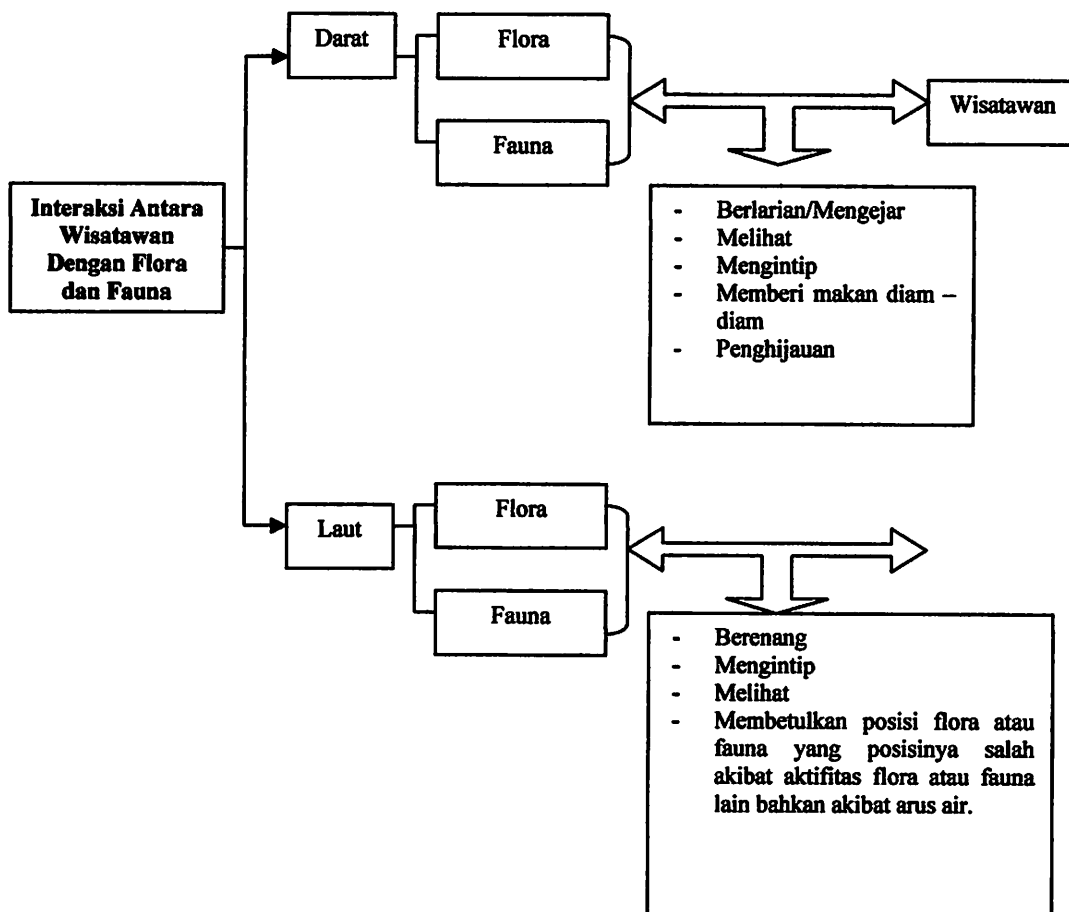 Darat
Flora
Fauna
Wisatawan
Interaksi Antara
Wisatawan
Dengan Flora
dan Fauna
- Berlarian/Mengejar
- Melihat
- Mengintip
- Memberi makan diam –
diam
- Penghijauan
Laut
Flora
Fauna
- Berenang
- Mengintip
- Melihat
- Membetulkan posisi flora atau
fauna yang posisinya salah
akibat aktifitas flora atau fauna
lain bahkan akibat arus air.